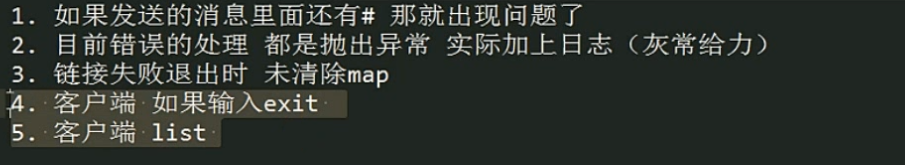 1. 如果发送的消息里面还有# 那就出现问题了
2. 目前错误的处理 都是抛出异常 实际加上日志（灰常给力）
3. 链接失败退出时 未清除map
4. 客户端 如果输入exit
5. 客户端 list